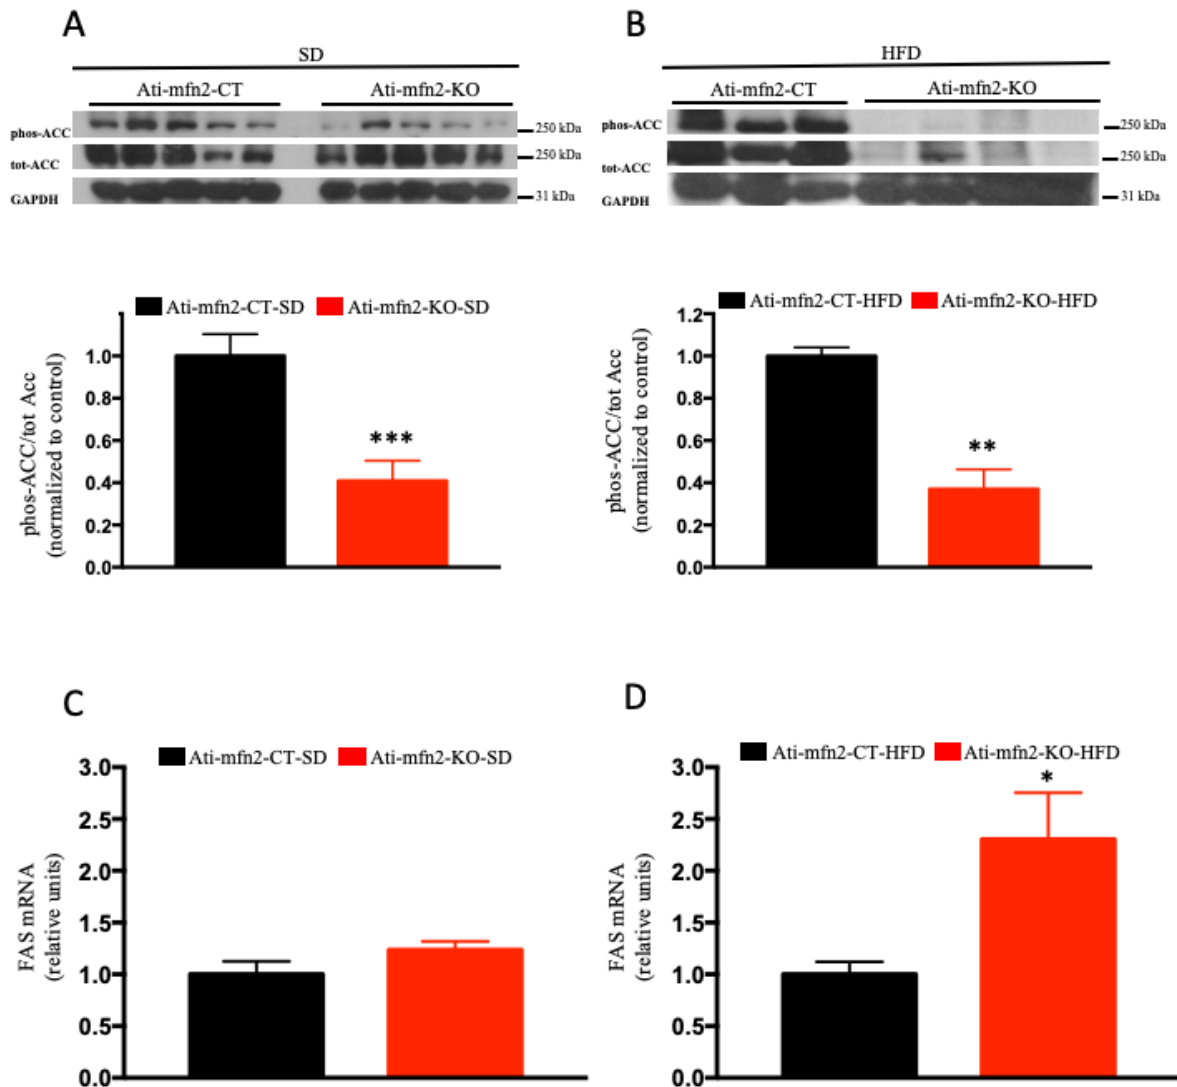 A
SD
Ati-mfn2-CT
Ati-mfn2-KO
phos-ACC
250 kDa
tot-ACC
250 kDa
GAPDH
31 kDa
B
HFD
Ati-mfn2-CT
Ati-mfn2-KO
phos-ACC
250 kDa
tot-ACC
250 kDa
GAPDH
31 kDa
Ati-mfn2-CT-SD
Ati-mfn2-KO-SD
phos-ACC/tot Acc
(normalized to control)
1.0
0.8
0.6
0.4
0.2
0.0
***
Ati-mfn2-CT-HFD
Ati-mfn2-KO-HFD
phos-ACC/tot Acc
(normalized to control)
1.2
1.0
0.8
0.6
0.4
0.2
0.0
**
C
Ati-mfn2-CT-SD
Ati-mfn2-KO-SD
FAS mRNA
(relative units)
3.0
2.5
2.0
1.5
1.0
0.5
0.0
D
Ati-mfn2-CT-HFD
Ati-mfn2-KO-HFD
FAS mRNA
(relative units)
3.0
2.5
2.0
1.5
1.0
0.5
0.0
*